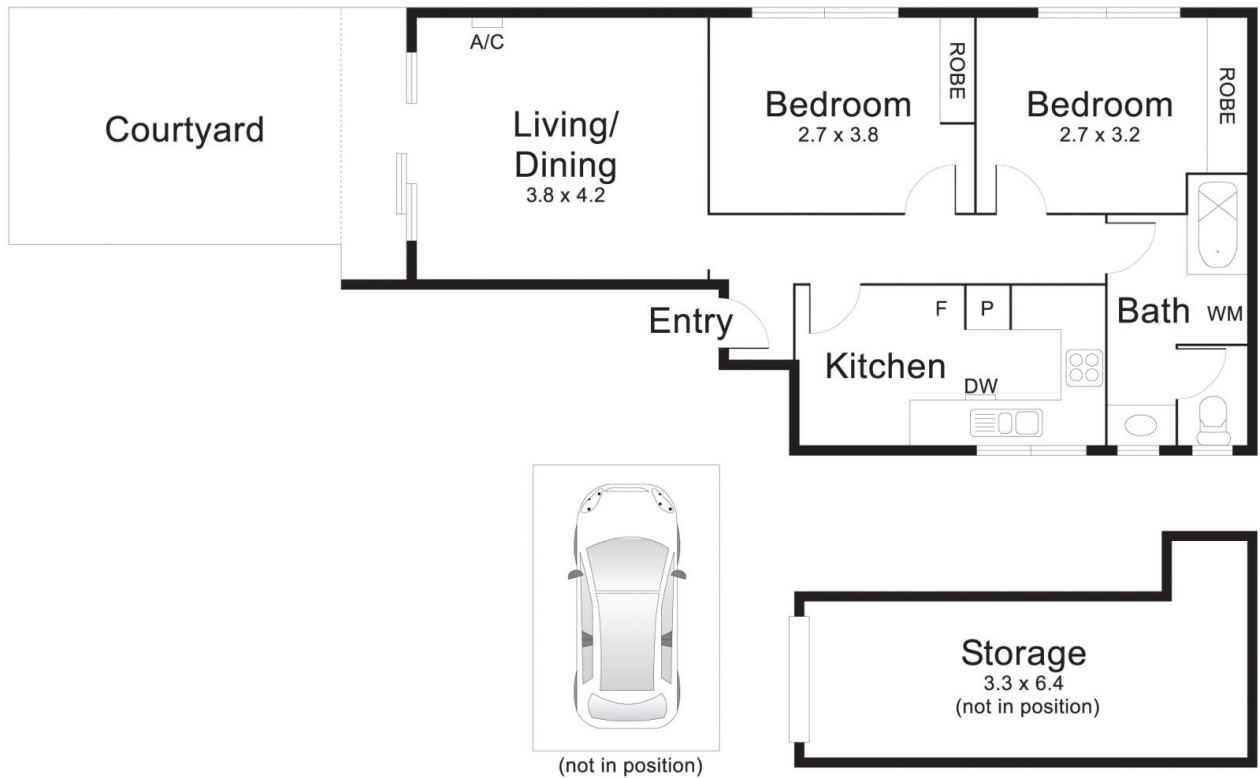 A/C
Courtyard
Living/
Dining
3.8 x 4.2
Bedroom
2.7 x 3.8
ROBE
Bedroom
2.7 x 3.2
ROBE
Entry
Kitchen
F
P
DW
Bath
WM
(not in position)
Storage
3.3 x 6.4
(not in position)